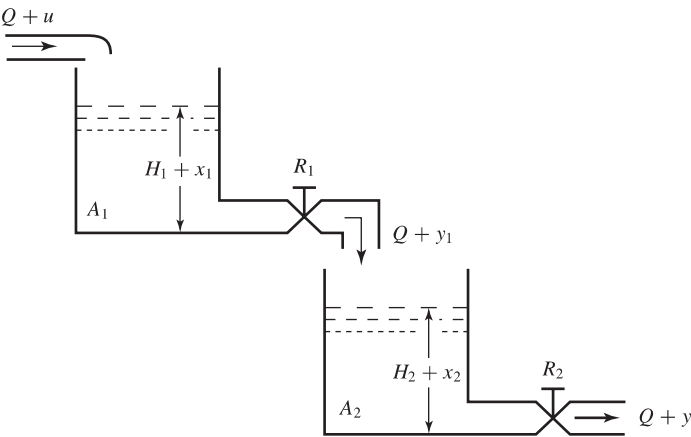 Q + u
H₁ + x₁
R₁
A₁
Q + y₁
H₂ + x₂
R₂
A₂
Q + y